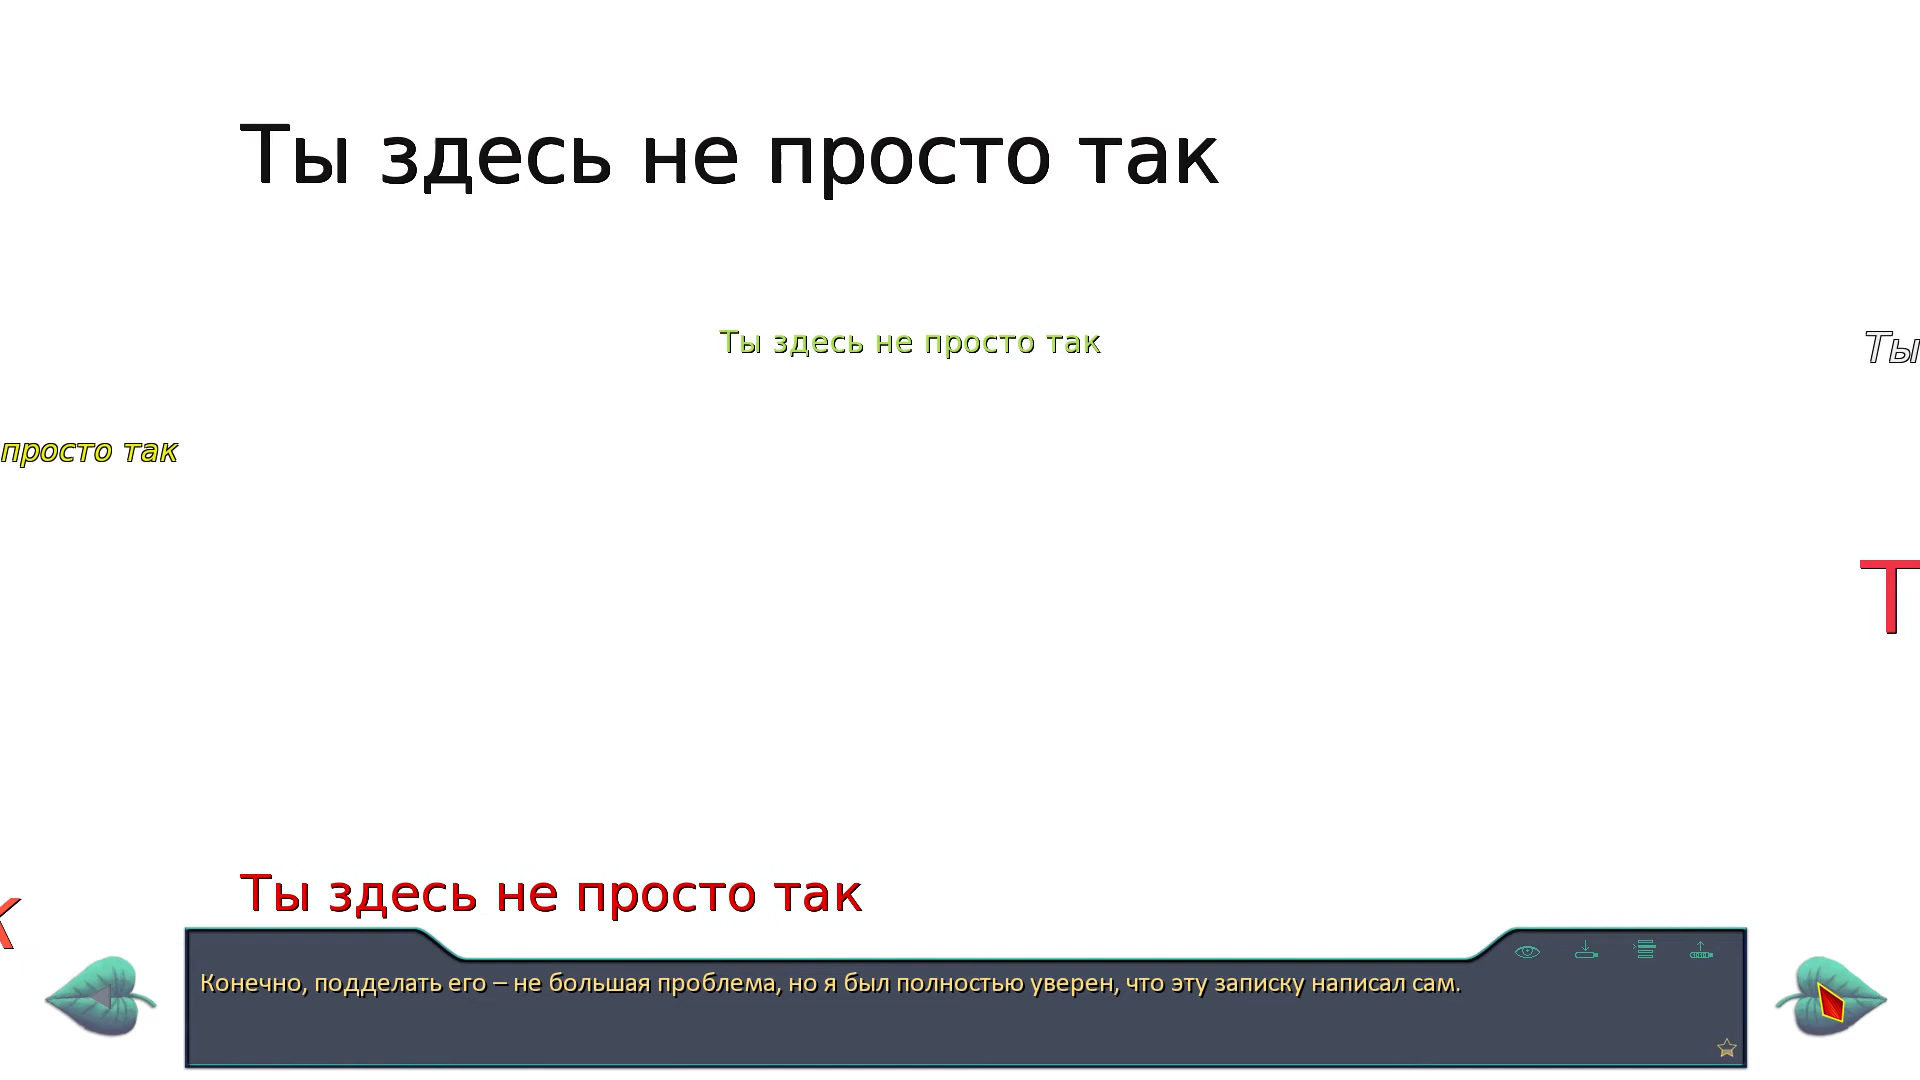 Ты здесь не просто так
Ты здесь не просто так
Ты
просто так
Т
Ты здесь не просто так
к
Конечно, подделать его – не большая проблема, но я был полностью уверен, что эту записку написал сам.